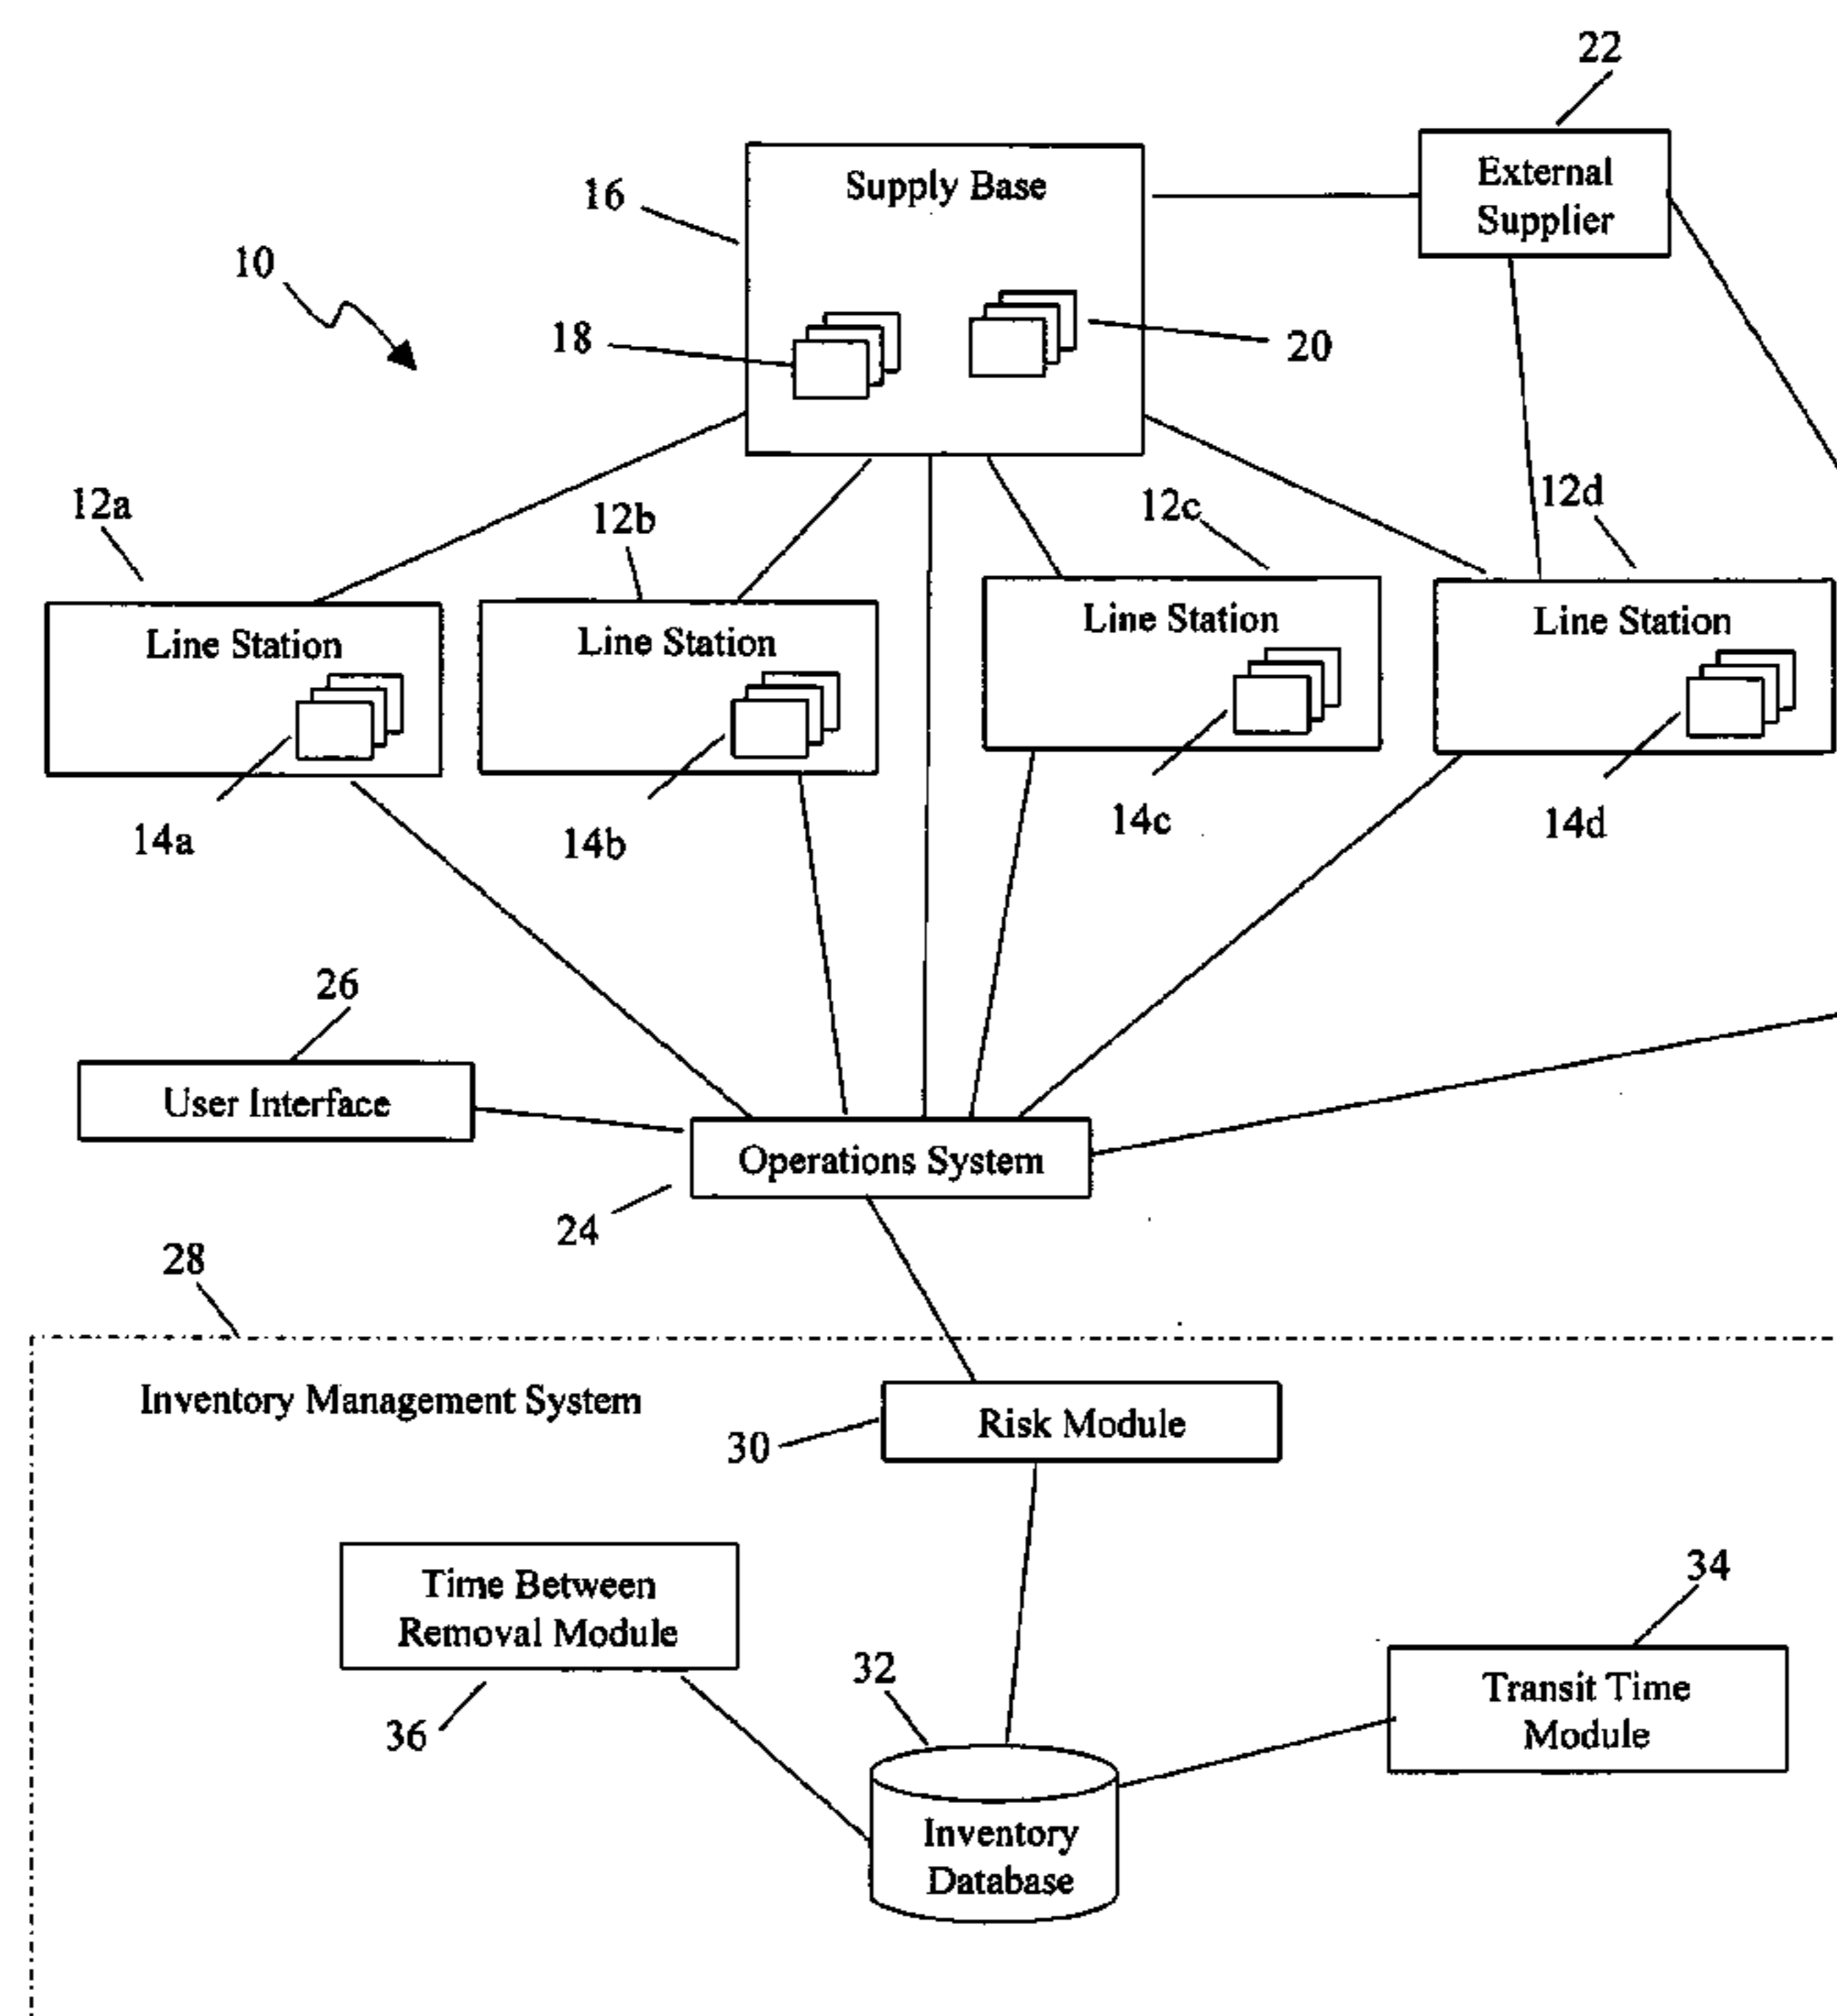 22
External
Supplier
Supply Base
16
10
18
20
12a
12b
12c
12d
Line Station
Line Station
Line Station
Line Station
14a
14b
14c
14d
26
User Interface
Operations System
24
28
Inventory Management System
Risk Module
30
Time Between
Removal Module
36
32
34
Transit Time
Module
Inventory
Database